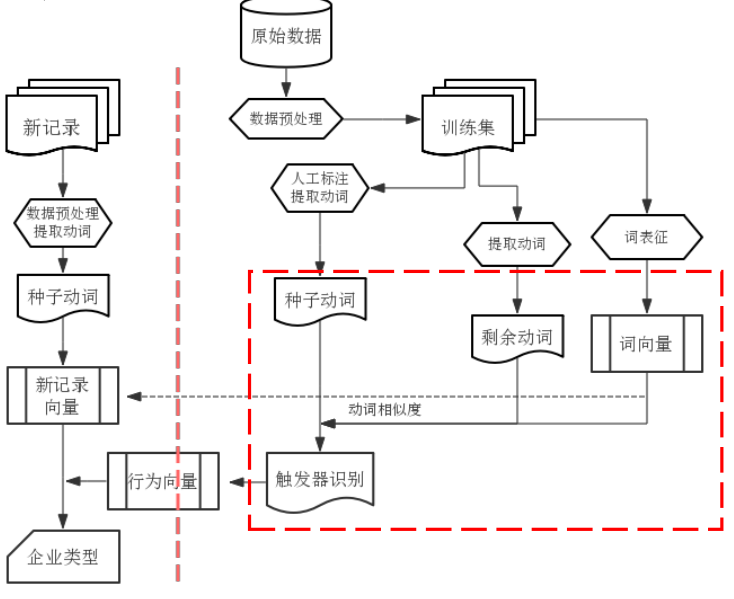 原始数据
新记录
数据预处理
训练集
人工标注
提取动词
数据预处理
提取动词
提取动词
词表征
种子动词
种子动词
剩余动词
词向量
新记录
向量
动词相似度
行为向量
触发器识别
企业类型